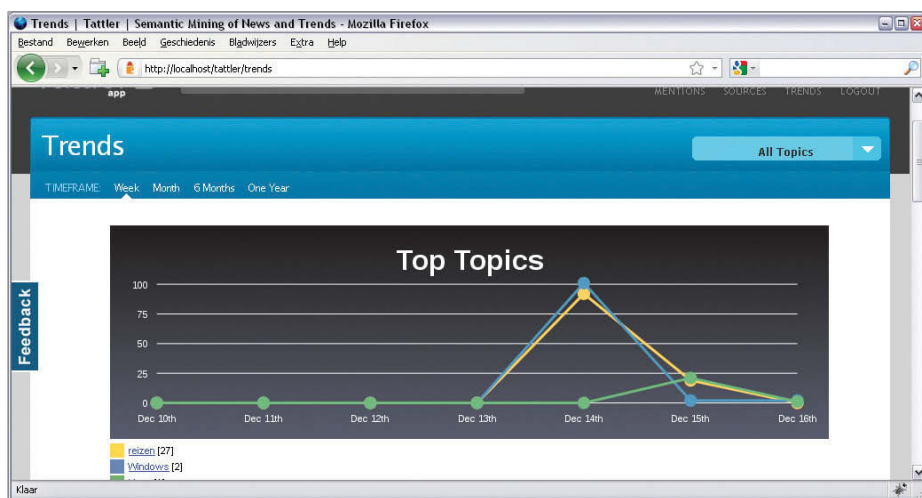 Trends | Tattler | Semantic Mining of News and Trends - Mozilla Firefox
Bestand Bewerken Beeld Geschiedenis Bladwijzers Extra Help
http://localhost/tattler/trends
app
MENTIONS SOURCES TRENDS LOGOUT
Trends
All Topics
TIMEFRAME: Week Month 6 Months One Year
Feedback
Top Topics
100
75
50
25
0
Dec 10th Dec 11th Dec 12th Dec 13th Dec 14th Dec 15th Dec 16th
reizen [27]
Windows [2]
Klaar